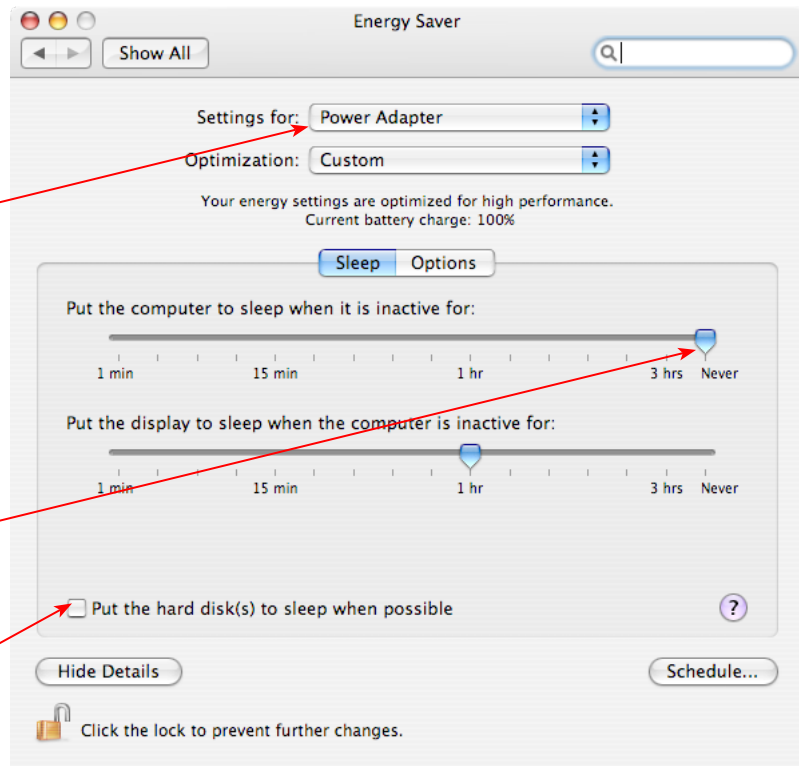 Energy Saver
Show All
Settings for: Power Adapter
Optimization: Custom
Your energy settings are optimized for high performance.
Current battery charge: 100%
Sleep Options
Put the computer to sleep when it is inactive for:
1 min 15 min 1 hr 3 hrs Never
Put the display to sleep when the computer is inactive for:
1 min 15 min 1 hr 3 hrs Never
Put the hard disk(s) to sleep when possible ?
Hide Details Schedule...
Click the lock to prevent further changes.